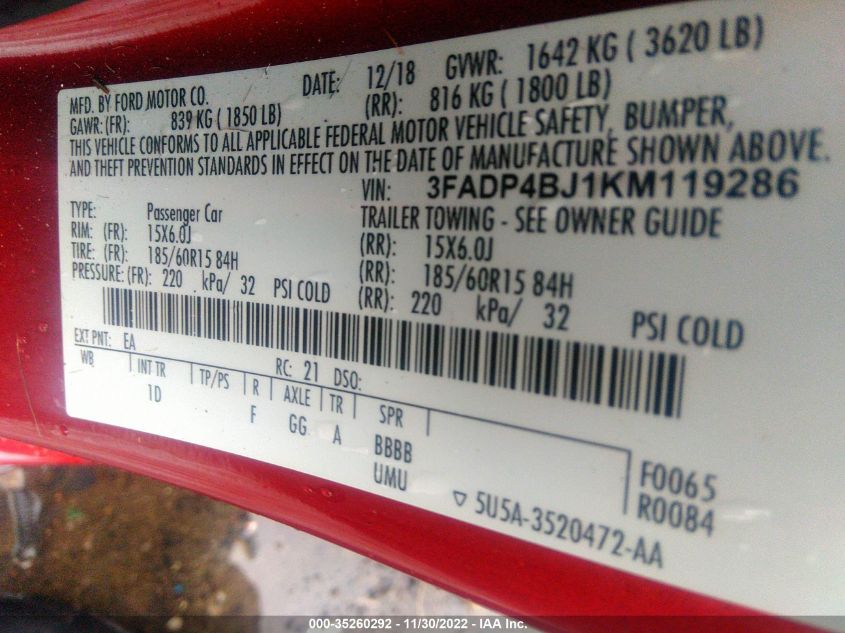 MFD. BY FORD MOTOR CO. DATE: 12/18 GVWR: 1642 KG ( 3620 LB)
GAWR: (FR): 839 KG ( 1850 LB) (RR): 816 KG ( 1800 LB)
THIS VEHICLE CONFORMS TO ALL APPLICABLE FEDERAL MOTOR VEHICLE SAFETY, BUMPER,
AND THEFT PREVENTION STANDARDS IN EFFECT ON THE DATE OF MANUFACTURE SHOWN ABOVE.
VIN: 3FADP4BJ1KM119286
TYPE: Passenger Car TRAILER TOWING - SEE OWNER GUIDE
RIM: (FR): 15X6.0J (RR): 15X6.0J
TIRE: (FR): 185/60R15 84H (RR): 185/60R15 84H
PRESSURE: (FR): 220 kPa/ 32 PSI COLD (RR): 220 kPa/ 32 PSI COLD
EXT PNT: EA RC: 21 DSO:
WB INT TR TP/PS R AXLE TR SPR
1D F GG A BBBB
UMU
F0065
R0084
5U5A-3520472-AA
000-35260292 - 11/30/2022 - IAA Inc.